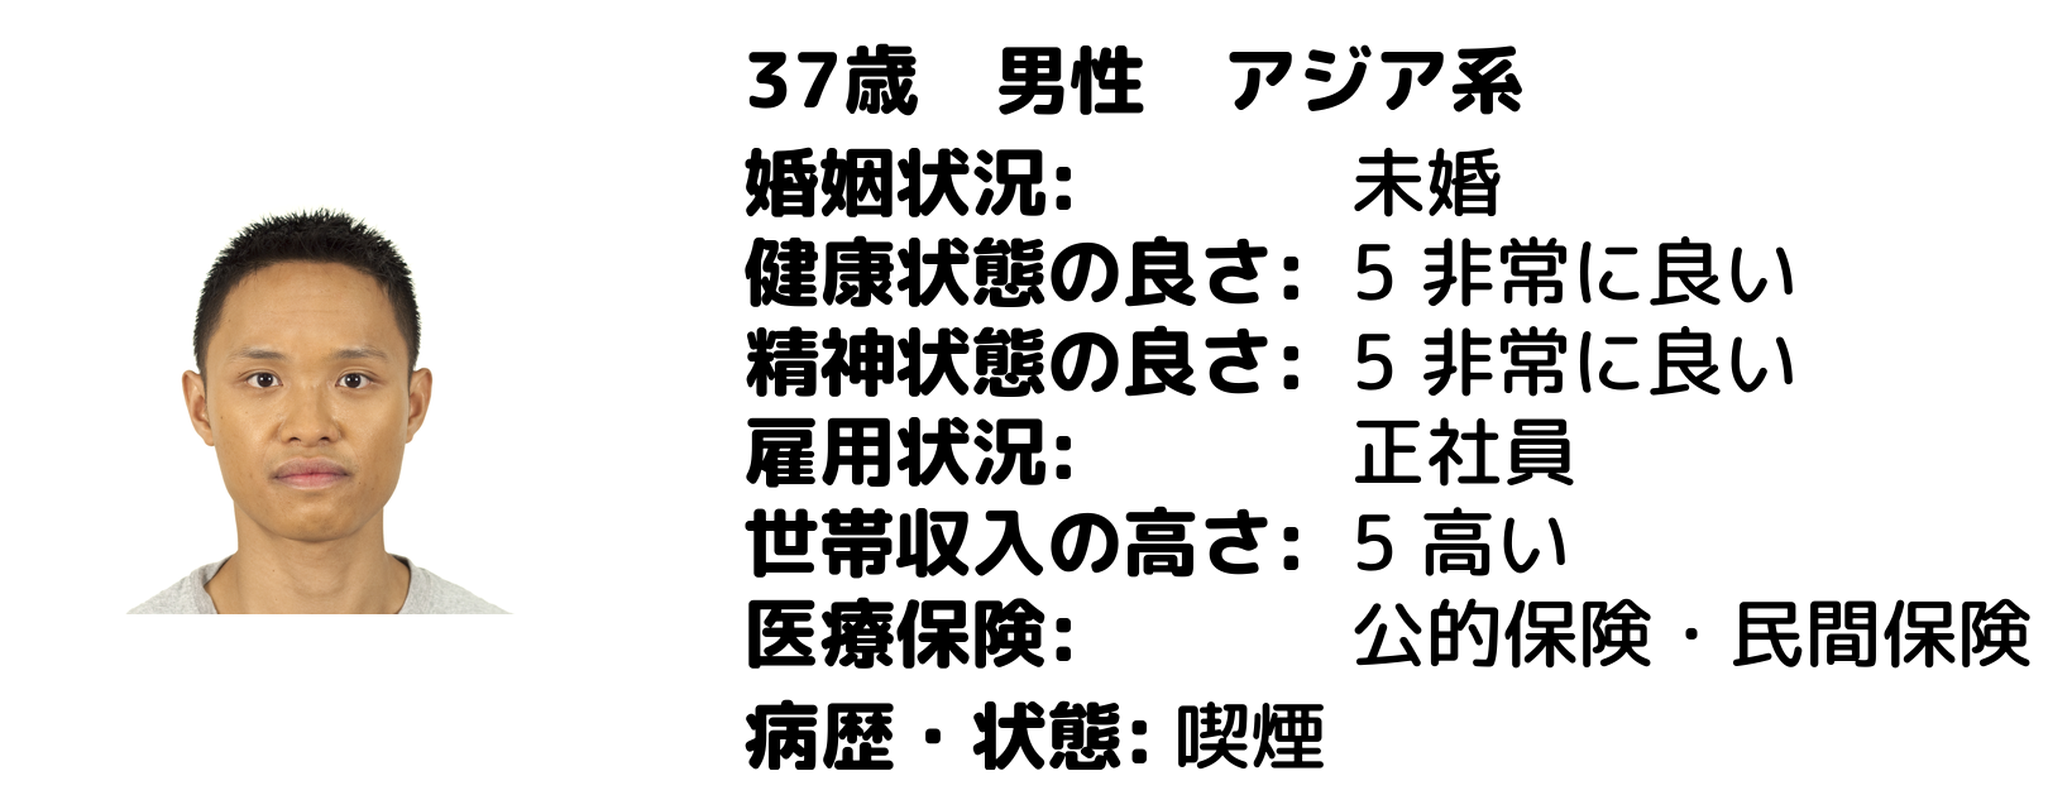 37歳　男性　アジア系
婚姻状況: 未婚
健康状態の良さ: 5 非常に良い
精神状態の良さ: 5 非常に良い
雇用状況: 正社員
世帯収入の高さ: 5 高い
医療保険: 公的保険・民間保険
病歴・状態: 喫煙